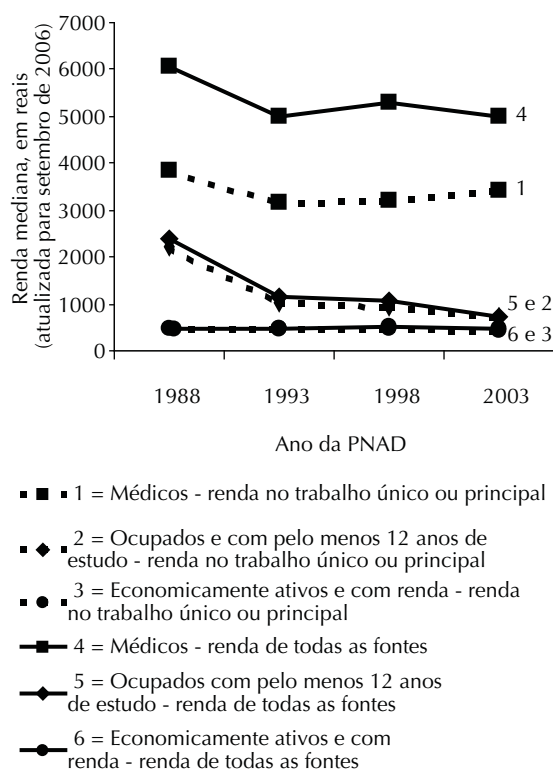 Renda mediana, em reais
(atualizada para setembro de 2006)
7000
6000
5000
4000
3000
2000
1000
0
4
1
5 e 2
6 e 3
1988
1993
1998
2003
Ano da PNAD
1 = Médicos - renda no trabalho único ou principal
2 = Ocupados e com pelo menos 12 anos de
estudo - renda no trabalho único ou principal
3 = Economicamente ativos e com renda - renda
no trabalho único ou principal
4 = Médicos - renda de todas as fontes
5 = Ocupados com pelo menos 12 anos
de estudo - renda de todas as fontes
6 = Economicamente ativos e com
renda - renda de todas as fontes